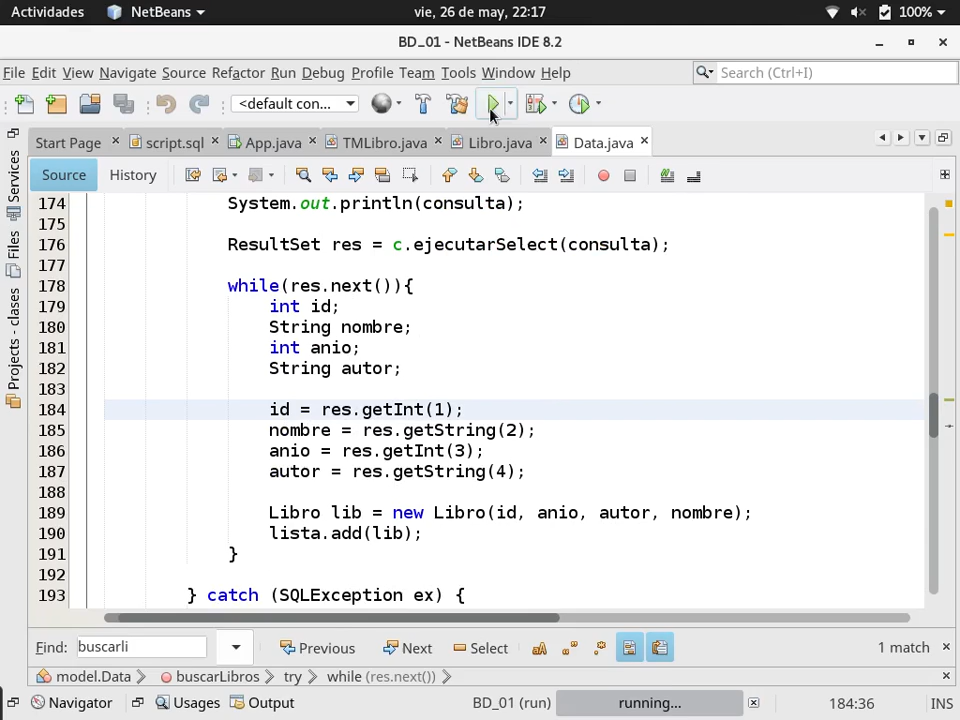 Actividades NetBeans vie, 26 de may, 22:17 100%
BD_01 - NetBeans IDE 8.2
File Edit View Navigate Source Refactor Run Debug Profile Team Tools Window Help Search (Ctrl+I)
<default con...
Start Page script.sql App.java TMLibro.java Libro.java Data.java
Source History
Services
Files
Projects - clases
174 System.out.println(consulta);
175
176 ResultSet res = c.ejecutarSelect(consulta);
177
178 while(res.next()){
179 int id;
180 String nombre;
181 int anio;
182 String autor;
183
184 id = res.getInt(1);
185 nombre = res.getString(2);
186 anio = res.getInt(3);
187 autor = res.getString(4);
188
189 Libro lib = new Libro(id, anio, autor, nombre);
190 lista.add(lib);
191 }
192
193 } catch (SQLException ex) {
Find: buscarli Previous Next Select 1 match
model.Data buscarLibros try while (res.next())
Navigator Usages Output BD_01 (run) running... 184:36 INS